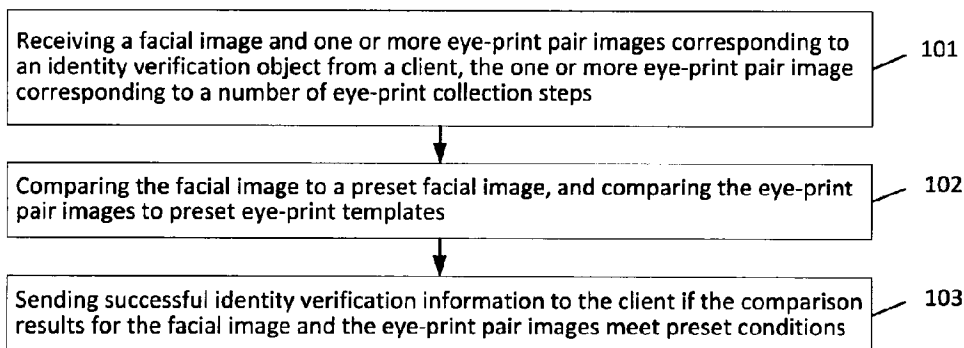 Receiving a facial image and one or more eye-print pair images corresponding to
an identity verification object from a client, the one or more eye-print pair image
corresponding to a number of eye-print collection steps
101
Comparing the facial image to a preset facial image, and comparing the eye-print
pair images to preset eye-print templates
102
Sending successful identity verification information to the client if the comparison
results for the facial image and the eye-print pair images meet preset conditions
103